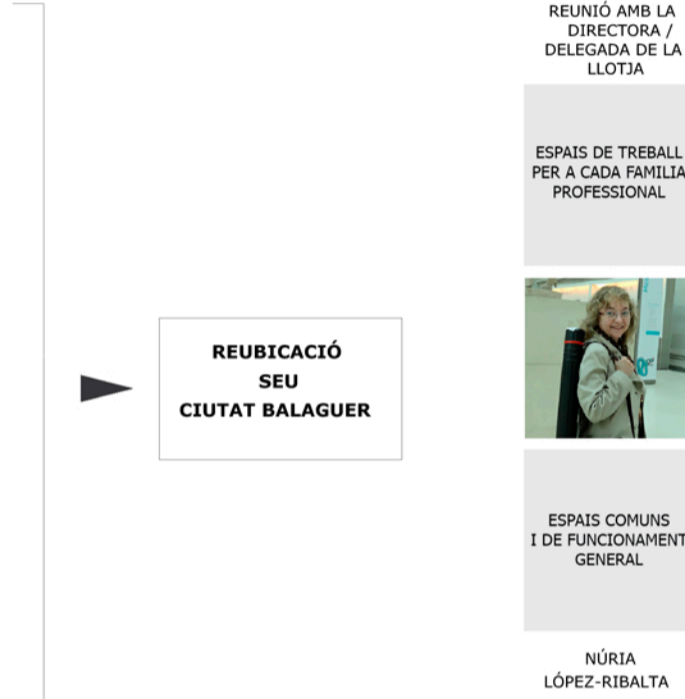 REUNIÓ AMB LA
DIRECTORA /
DELEGADA DE LA
LLOTJA
ESPAIS DE TREBALL
PER A CADA FAMILIA
PROFESSIONAL
REUBICACIÓ
SEU
CIUTAT BALAGUER
ESPAIS COMUNS
I DE FUNCIONAMENT
GENERAL
NÚRIA
LÓPEZ-RIBALTA